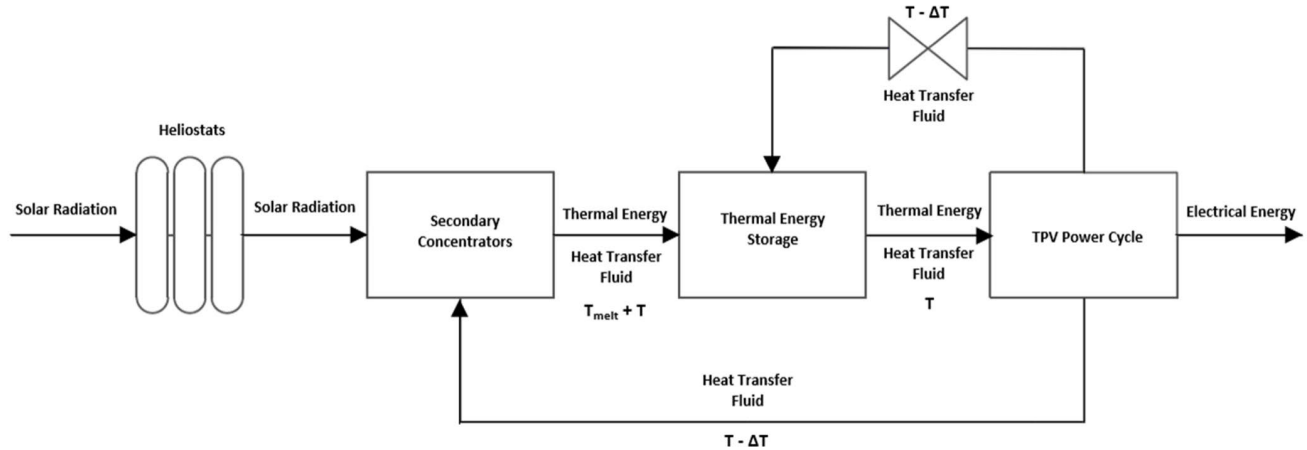 T - ΔT
Heat Transfer
Fluid
Heliostats
Solar Radiation
Solar Radiation
Secondary
Concentrators
Thermal Energy
Heat Transfer
Fluid
Tmelt + T
Thermal Energy
Storage
Thermal Energy
Heat Transfer
Fluid
T
TPV Power Cycle
Electrical Energy
Heat Transfer
Fluid
T - ΔT